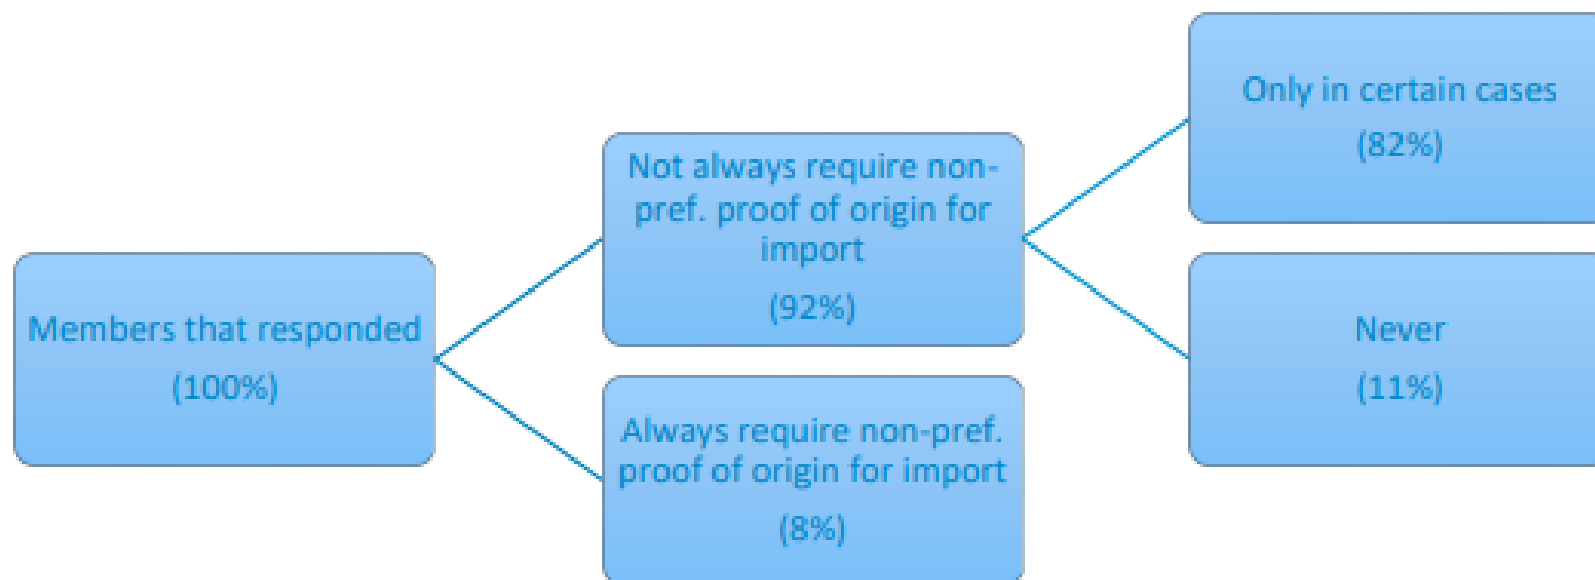 Members that responded
(100%)
Not always require non-
pref. proof of origin for
import
(92%)
Always require non-pref.
proof of origin for import
(8%)
Only in certain cases
(82%)
Never
(11%)